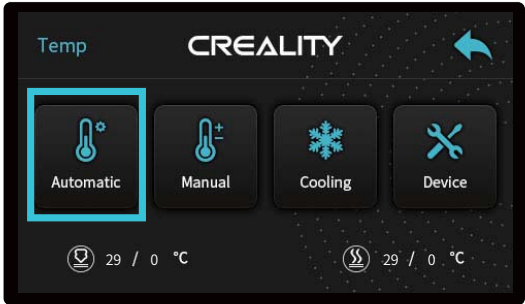 Temp CREALITY
Automatic Manual Cooling Device
29 / 0 °C 29 / 0 °C